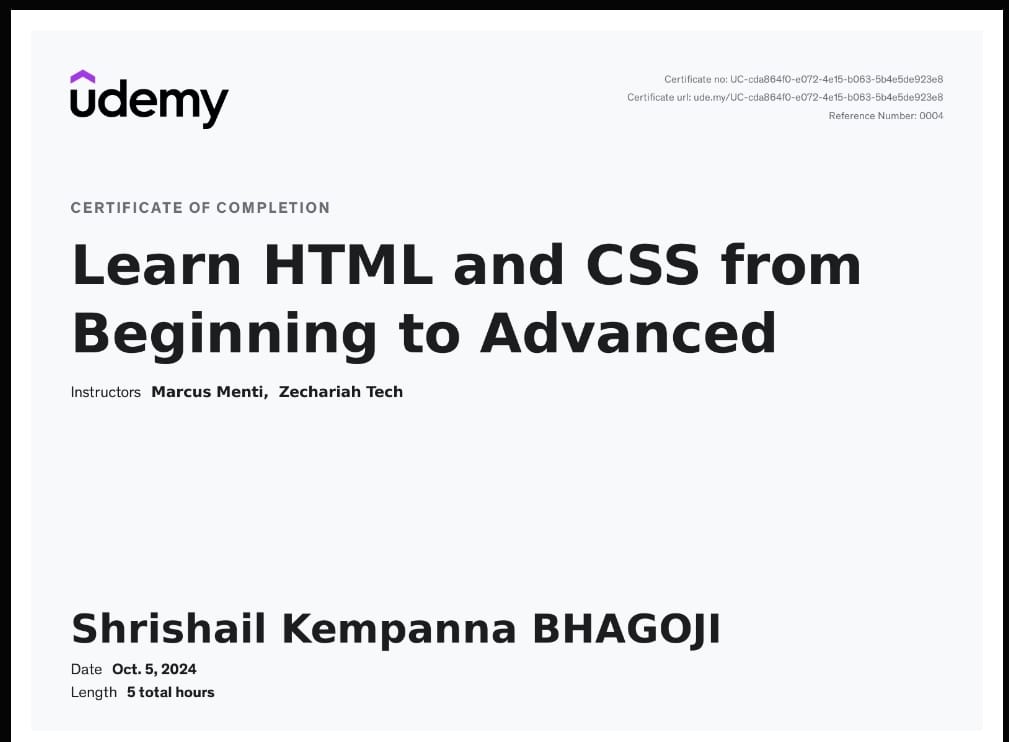 udemy
Certificate no: UC-cda864f0-e072-4e15-b063-5b4e5de923e8
Certificate url: ude.my/UC-cda864f0-e072-4e15-b063-5b4e5de923e8
Reference Number: 0004
CERTIFICATE OF COMPLETION
Learn HTML and CSS from
Beginning to Advanced
Instructors Marcus Menti, Zechariah Tech
Shrishail Kempanna BHAGOJI
Date Oct. 5, 2024
Length 5 total hours